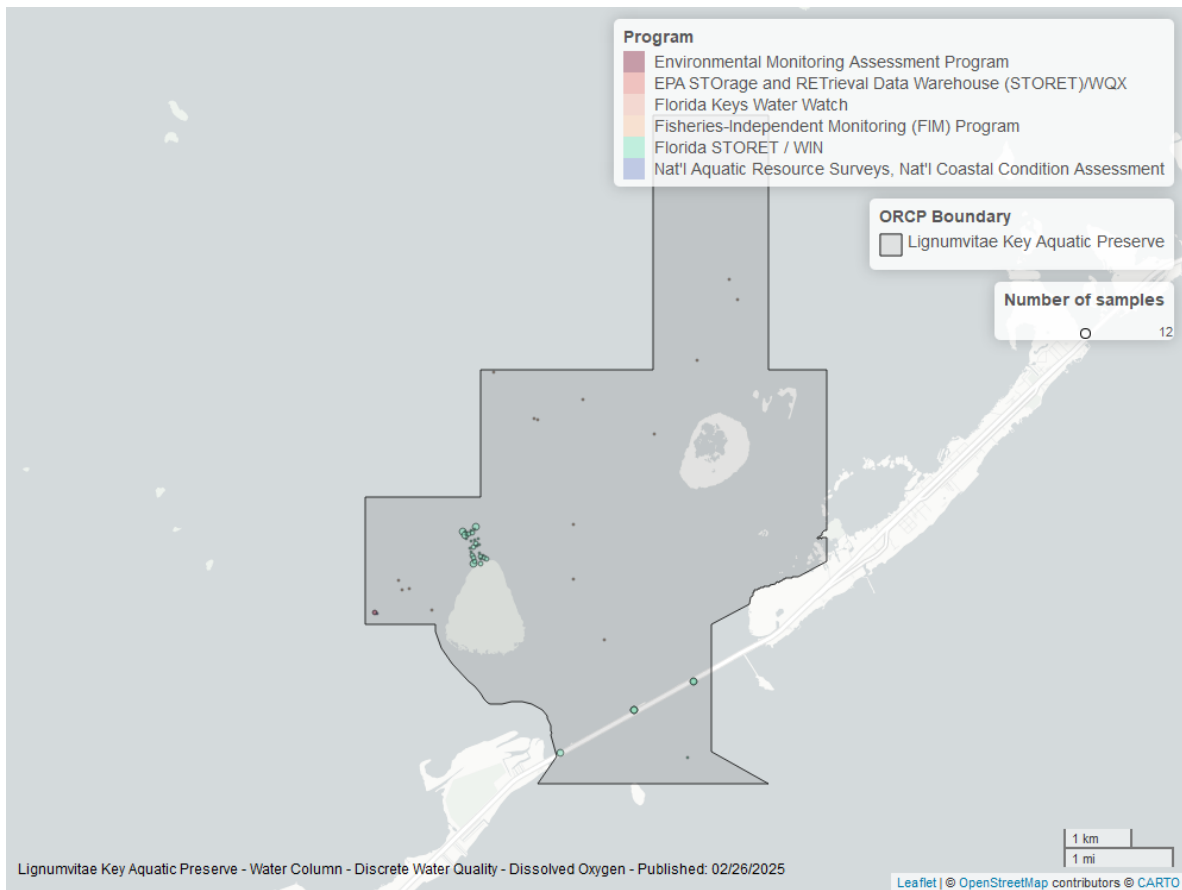 Program
Environmental Monitoring Assessment Program
EPA STOrage and RETrieval Data Warehouse (STORET)/WQX
Florida Keys Water Watch
Fisheries-Independent Monitoring (FIM) Program
Florida STORET / WIN
Nat'l Aquatic Resource Surveys, Nat'l Coastal Condition Assessment
ORCP Boundary
Lignumvitae Key Aquatic Preserve
Number of samples
12
1 km
1 mi
Lignumvitae Key Aquatic Preserve - Water Column - Discrete Water Quality - Dissolved Oxygen - Published: 02/26/2025
Leaflet | © OpenStreetMap contributors © CARTO